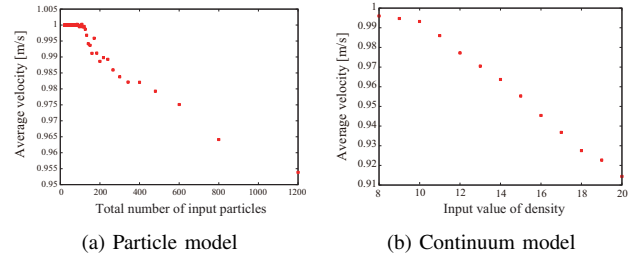 1
0.995
0.99
0.985
0.98
0.975
0.97
0.965
0.96
0.955
0.95
0 200 400 600 800 1000 1200
Average velocity [m/s]
Total number of input particles
(a) Particle model
1
0.99
0.98
0.97
0.96
0.95
0.94
0.93
0.92
0.91
8 10 12 14 16 18 20
Average velocity [m/s]
Input value of density
(b) Continuum model